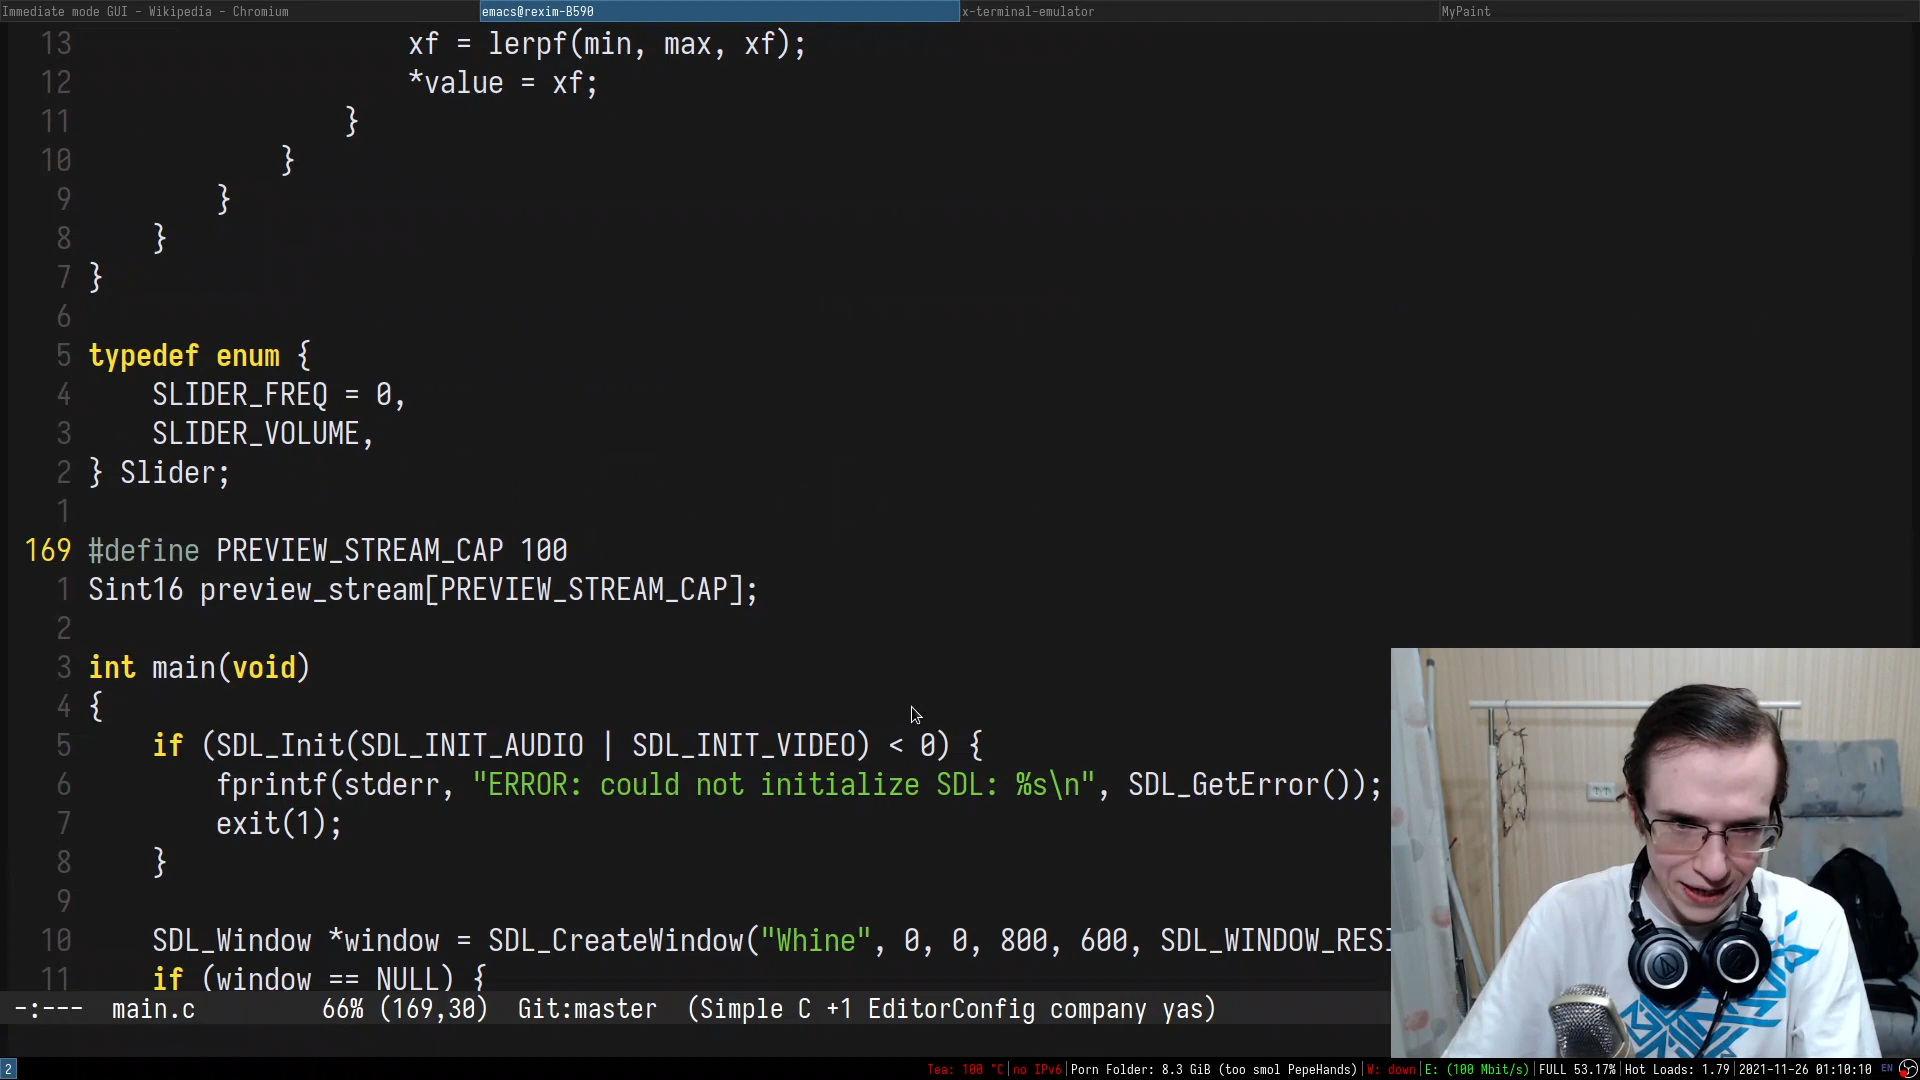 Immediate mode GUI - Wikipedia - Chromium
emacs@rexim-B590
x-terminal-emulator
MyPaint
13 xf = lerpf(min, max, xf);
12 *value = xf;
11 }
10 }
9 }
8 }
7 }
6
5 typedef enum {
4 SLIDER_FREQ = 0,
3 SLIDER_VOLUME,
2 } Slider;
1
169 #define PREVIEW_STREAM_CAP 100
1 Sint16 preview_stream[PREVIEW_STREAM_CAP];
2
3 int main(void)
4 {
5 if (SDL_Init(SDL_INIT_AUDIO | SDL_INIT_VIDEO) < 0) {
6 fprintf(stderr, "ERROR: could not initialize SDL: %s\n", SDL_GetError());
7 exit(1);
8 }
9
10 SDL_Window *window = SDL_CreateWindow("Whine", 0, 0, 800, 600, SDL_WINDOW_RESI
11 if (window == NULL) {
-:--- main.c 66% (169,30) Git:master (Simple C +1 EditorConfig company yas)
2 Tea: 100 °C|no IPv6|Porn Folder: 8.3 GiB (too smol PepeHands)|W: down|E: (100 Mbit/s)|FULL 53.17%|Hot Loads: 1.79|2021-11-26 01:10:10 EN